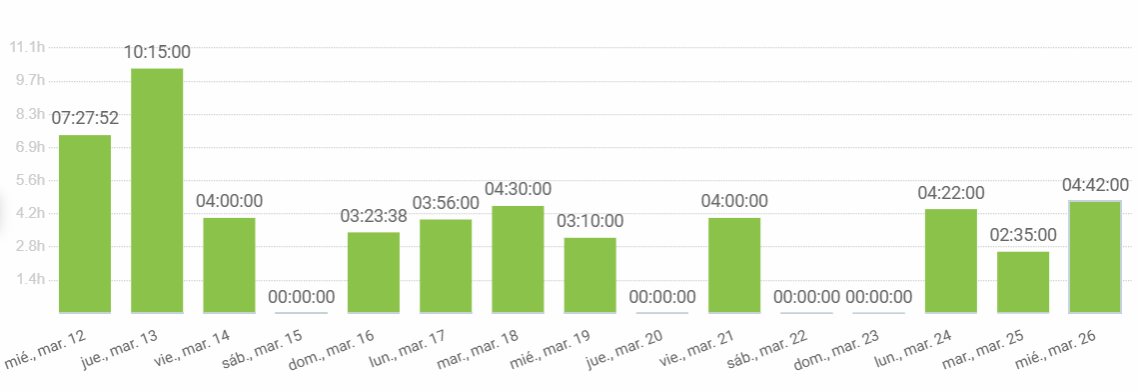 11.1h
10:15:00
9.7h
8.3h
07:27:52
6.9h
5.6h
04:00:00
03:23:38
03:56:00
04:30:00
03:10:00
04:00:00
04:22:00
04:42:00
4.2h
02:35:00
2.8h
1.4h
00:00:00
00:00:00
00:00:00
00:00:00
mié., mar. 12
jue., mar. 13
vie., mar. 14
sáb., mar. 15
dom., mar. 16
lun., mar. 17
mar., mar. 18
mié., mar. 19
jue., mar. 20
vie., mar. 21
sáb., mar. 22
dom., mar. 23
lun., mar. 24
mar., mar. 25
mié., mar. 26